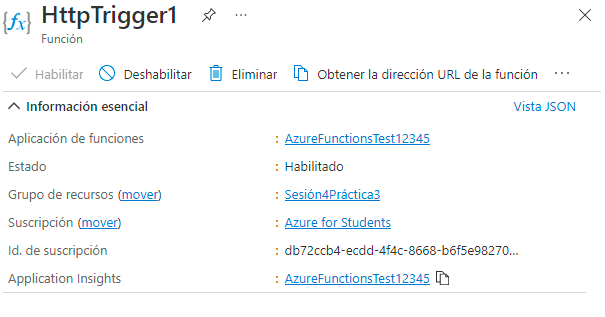 HttpTrigger1
Función
Habilitar Deshabilitar Eliminar Obtener la dirección URL de la función
Información esencial Vista JSON
Aplicación de funciones : AzureFunctionsTest12345
Estado : Habilitado
Grupo de recursos (mover) : Sesión4Práctica3
Suscripción (mover) : Azure for Students
Id. de suscripción : db72ccb4-ecdd-4f4c-8668-b6f5e98270...
Application Insights : AzureFunctionsTest12345